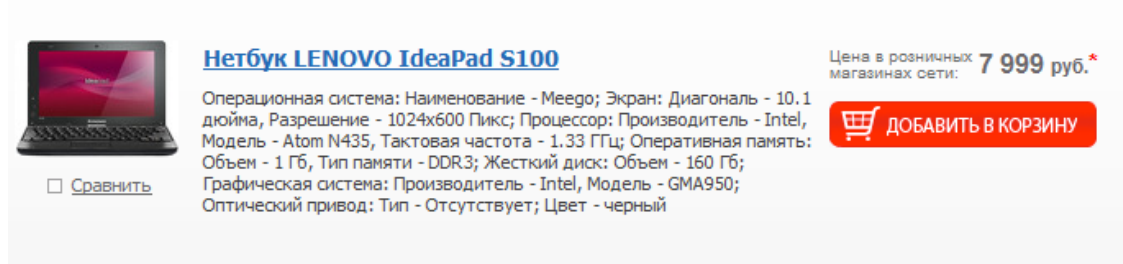 Нетбук LENOVO IdeaPad S100
Операционная система: Наименование - Meego; Экран: Диагональ - 10.1
дюйма, Разрешение - 1024x600 Пикс; Процессор: Производитель - Intel,
Модель - Atom N435, Тактовая частота - 1.33 ГГц; Оперативная память:
Объем - 1 Гб, Тип памяти - DDR3; Жесткий диск: Объем - 160 Гб;
Графическая система: Производитель - Intel, Модель - GMA950;
Оптический привод: Тип - Отсутствует; Цвет - черный
Сравнить
Цена в розничных
магазинах сети: 7 999 руб.*
ДОБАВИТЬ В КОРЗИНУ